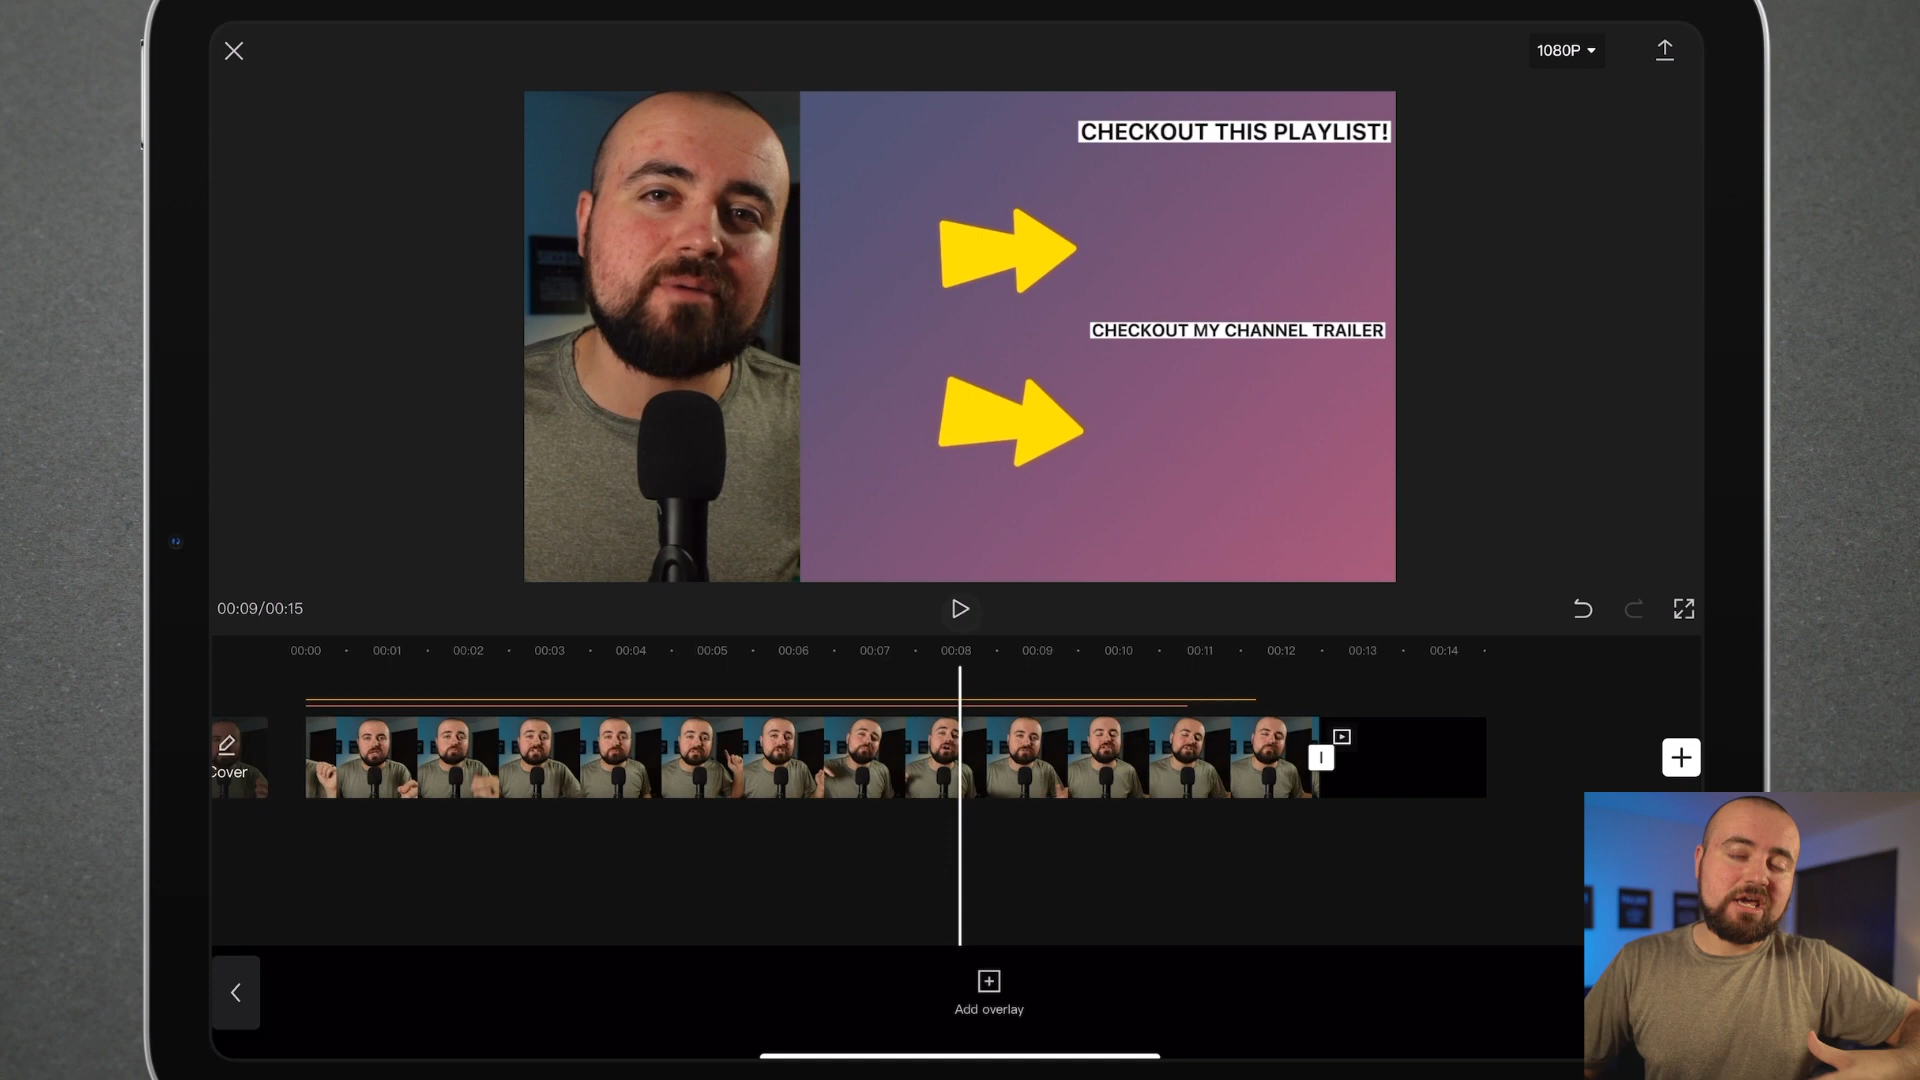 1080P
CHECKOUT THIS PLAYLIST!
CHECKOUT MY CHANNEL TRAILER
00:09/00:15
00:00 00:01 00:02 00:03 00:04 00:05 00:06 00:07 00:08 00:09 00:10 00:11 00:12 00:13 00:14
Cover
Add overlay